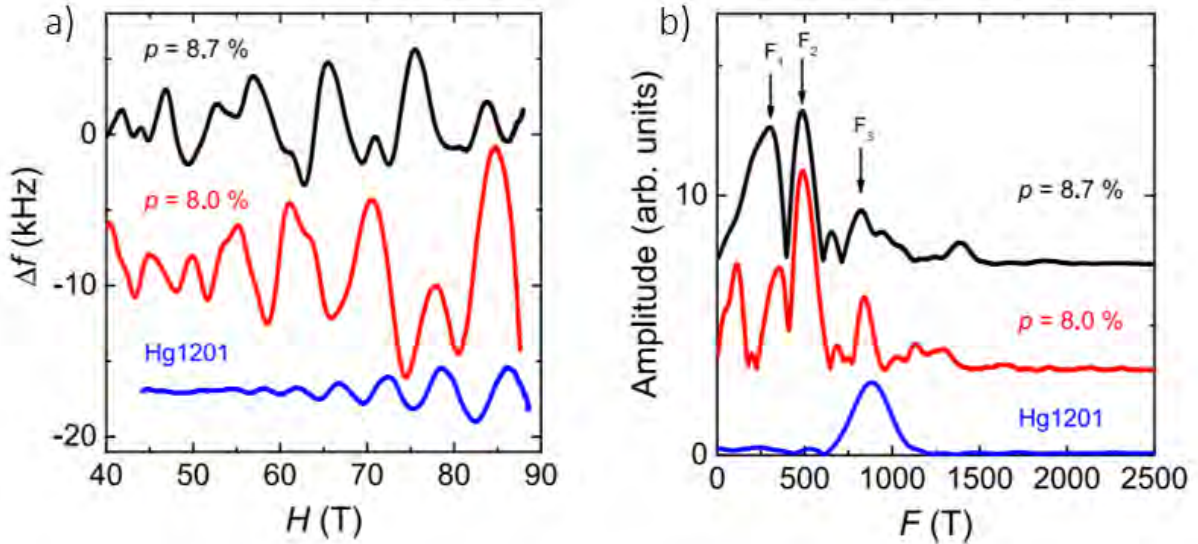 a)
p = 8.7 %
p = 8.0 %
Hg1201
Δf (kHz)
0
-10
-20
40 50 60 70 80 90
H (T)
b)
F₁
F₂
F₃
p = 8.7 %
p = 8.0 %
Hg1201
Amplitude (arb. units)
10
0
0 500 1000 1500 2000 2500
F (T)